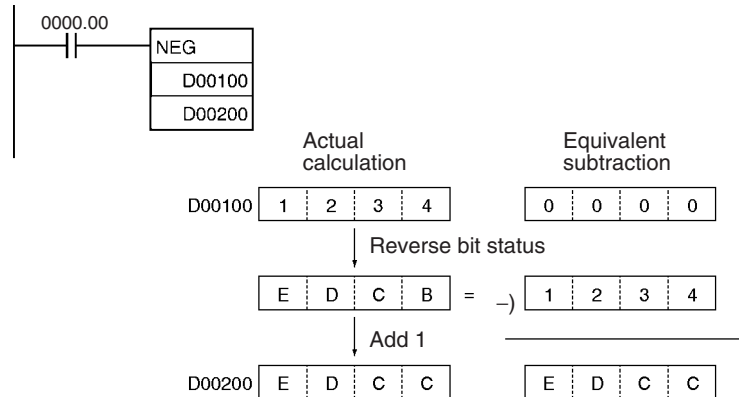 0000.00
NEG
D00100
D00200
Actual calculation
Equivalent subtraction
D00100 1 2 3 4 0 0 0 0
Reverse bit status
E D C B = –) 1 2 3 4
Add 1
D00200 E D C C E D C C